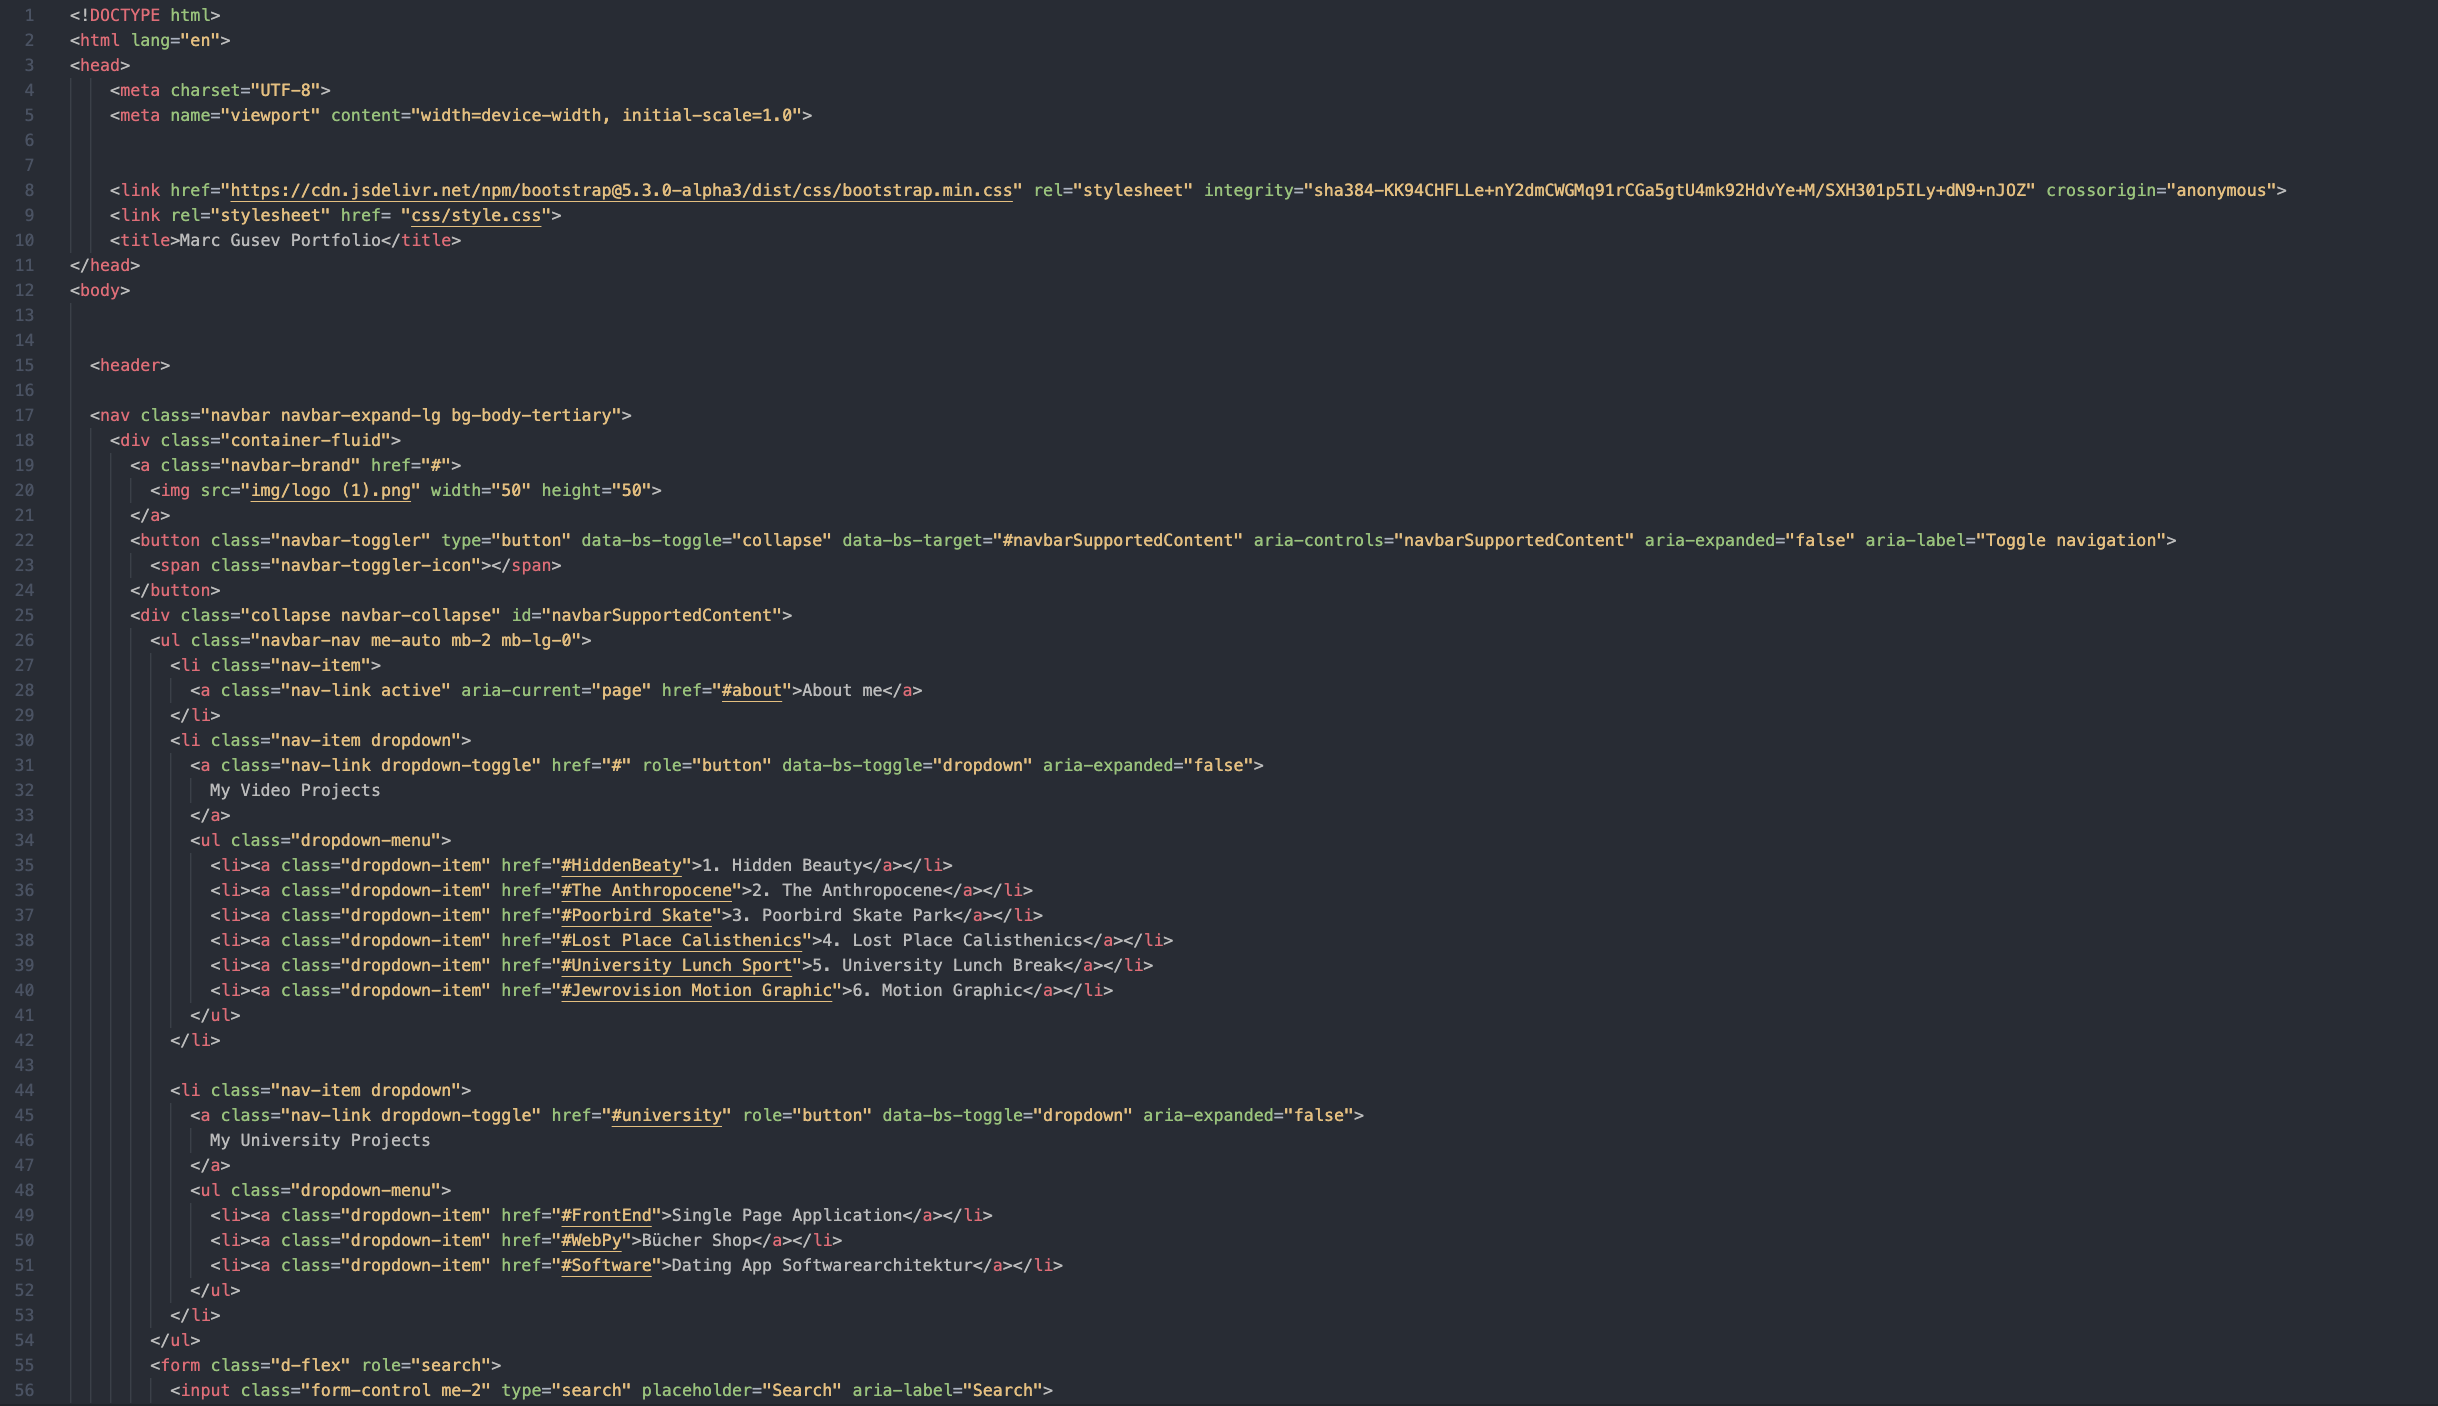 1 <!DOCTYPE html>
2 <html lang="en">
3 <head>
4     <meta charset="UTF-8">
5     <meta name="viewport" content="width=device-width, initial-scale=1.0">
6
7
8     <link href="https://cdn.jsdelivr.net/npm/bootstrap@5.3.0-alpha3/dist/css/bootstrap.min.css" rel="stylesheet" integrity="sha384-KK94CHFLLe+nY2dmCWGMq91rCGa5gtU4mk92HdvYe+M/SXH301p5ILy+dN9+nJOZ" crossorigin="anonymous">
9     <link rel="stylesheet" href= "css/style.css">
10     <title>Marc Gusev Portfolio</title>
11 </head>
12 <body>
13
14
15   <header>
16
17   <nav class="navbar navbar-expand-lg bg-body-tertiary">
18     <div class="container-fluid">
19       <a class="navbar-brand" href="#">
20         <img src="img/logo (1).png" width="50" height="50">
21       </a>
22       <button class="navbar-toggler" type="button" data-bs-toggle="collapse" data-bs-target="#navbarSupportedContent" aria-controls="navbarSupportedContent" aria-expanded="false" aria-label="Toggle navigation">
23         <span class="navbar-toggler-icon"></span>
24       </button>
25       <div class="collapse navbar-collapse" id="navbarSupportedContent">
26         <ul class="navbar-nav me-auto mb-2 mb-lg-0">
27           <li class="nav-item">
28             <a class="nav-link active" aria-current="page" href="#about">About me</a>
29           </li>
30           <li class="nav-item dropdown">
31             <a class="nav-link dropdown-toggle" href="#" role="button" data-bs-toggle="dropdown" aria-expanded="false">
32               My Video Projects
33             </a>
34             <ul class="dropdown-menu">
35               <li><a class="dropdown-item" href="#HiddenBeaty">1. Hidden Beauty</a></li>
36               <li><a class="dropdown-item" href="#The Anthropocene">2. The Anthropocene</a></li>
37               <li><a class="dropdown-item" href="#Poorbird Skate">3. Poorbird Skate Park</a></li>
38               <li><a class="dropdown-item" href="#Lost Place Calisthenics">4. Lost Place Calisthenics</a></li>
39               <li><a class="dropdown-item" href="#University Lunch Sport">5. University Lunch Break</a></li>
40               <li><a class="dropdown-item" href="#Jewrovision Motion Graphic">6. Motion Graphic</a></li>
41             </ul>
42           </li>
43
44           <li class="nav-item dropdown">
45             <a class="nav-link dropdown-toggle" href="#university" role="button" data-bs-toggle="dropdown" aria-expanded="false">
46               My University Projects
47             </a>
48             <ul class="dropdown-menu">
49               <li><a class="dropdown-item" href="#FrontEnd">Single Page Application</a></li>
50               <li><a class="dropdown-item" href="#WebPy">Bücher Shop</a></li>
51               <li><a class="dropdown-item" href="#Software">Dating App Softwarearchitektur</a></li>
52             </ul>
53           </li>
54         </ul>
55         <form class="d-flex" role="search">
56           <input class="form-control me-2" type="search" placeholder="Search" aria-label="Search">